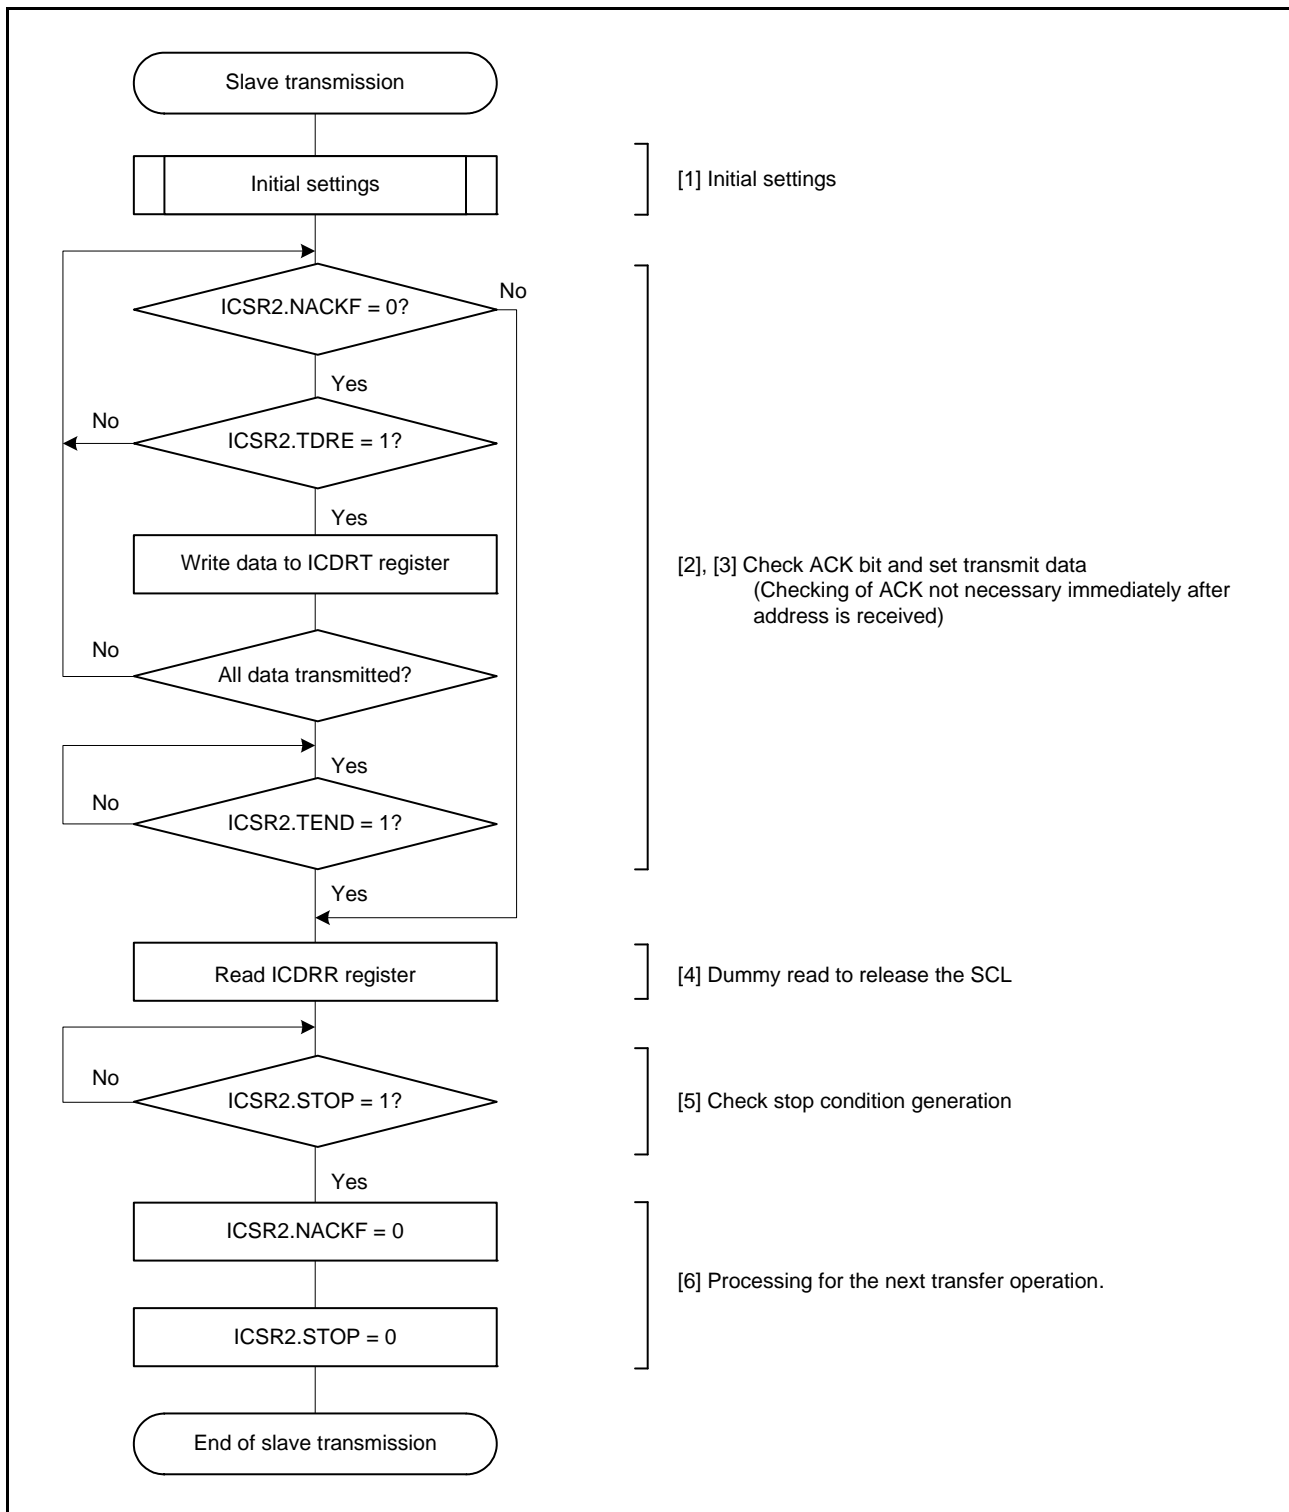 Slave transmission
Initial settings
[1] Initial settings
ICSR2.NACKF = 0?
No
Yes
No
ICSR2.TDRE = 1?
Yes
Write data to ICDRT register
[2], [3] Check ACK bit and set transmit data
(Checking of ACK not necessary immediately after
address is received)
No
All data transmitted?
Yes
No
ICSR2.TEND = 1?
Yes
Read ICDRR register
[4] Dummy read to release the SCL
No
ICSR2.STOP = 1?
[5] Check stop condition generation
Yes
ICSR2.NACKF = 0
[6] Processing for the next transfer operation.
ICSR2.STOP = 0
End of slave transmission